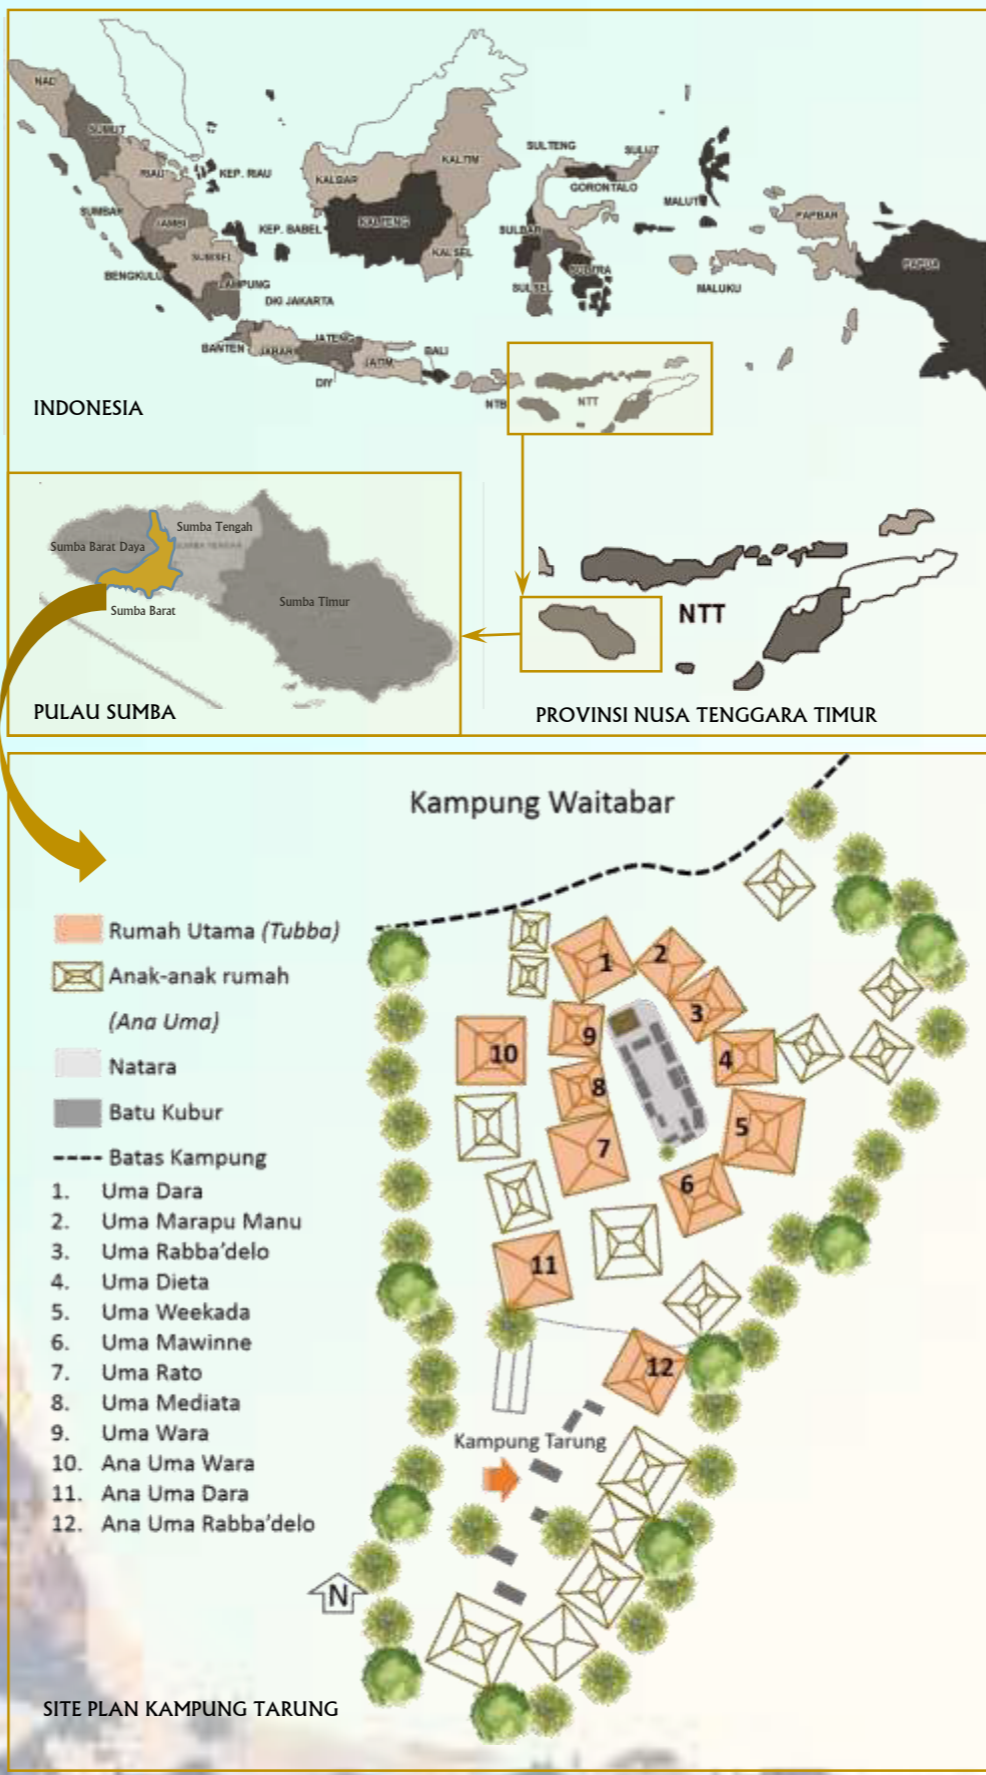 NAD
SUMUT
RIAU
KEP. RIAU
SUMBAR
JAMBI
KEP. BABEL
BENGKULU
SUMSEL
LAMPUNG
DKI JAKARTA
BANTEN
JABAR
JATENG
DIY
JATIM
BALI
NTB
NTT
KALBAR
KALTENG
KALTIM
KALSEL
SULTENG
SULUT
GORONTALO
SULBAR
SULSEL
SULTRA
MALUT
MALUKU
PAPBAR
PAPUA
INDONESIA
Sumba Barat Daya
Sumba Tengah
SUMBA TENGAH
Sumba Timur
Sumba Barat
PULAU SUMBA
NTT
PROVINSI NUSA TENGGARA TIMUR
Kampung Waitabar
Rumah Utama (Tubba)
Anak-anak rumah
(Ana Uma)
Natara
Batu Kubur
Batas Kampung
1. Uma Dara
2. Uma Marapu Manu
3. Uma Rabba'delo
4. Uma Dieta
5. Uma Weekada
6. Uma Mawinne
7. Uma Rato
8. Uma Mediata
9. Uma Wara
10. Ana Uma Wara
11. Ana Uma Dara
12. Ana Uma Rabba'delo
1
2
3
4
5
6
7
8
9
10
11
12
Kampung Tarung
N
SITE PLAN KAMPUNG TARUNG